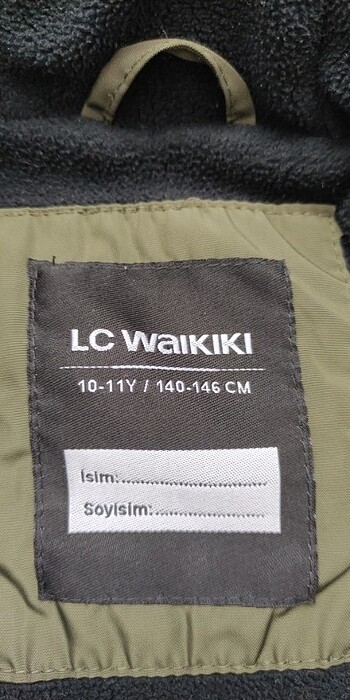 LC WAIKIKI
10-11Y / 140-146 CM
İsim:..........................................
Soyisim:..................................